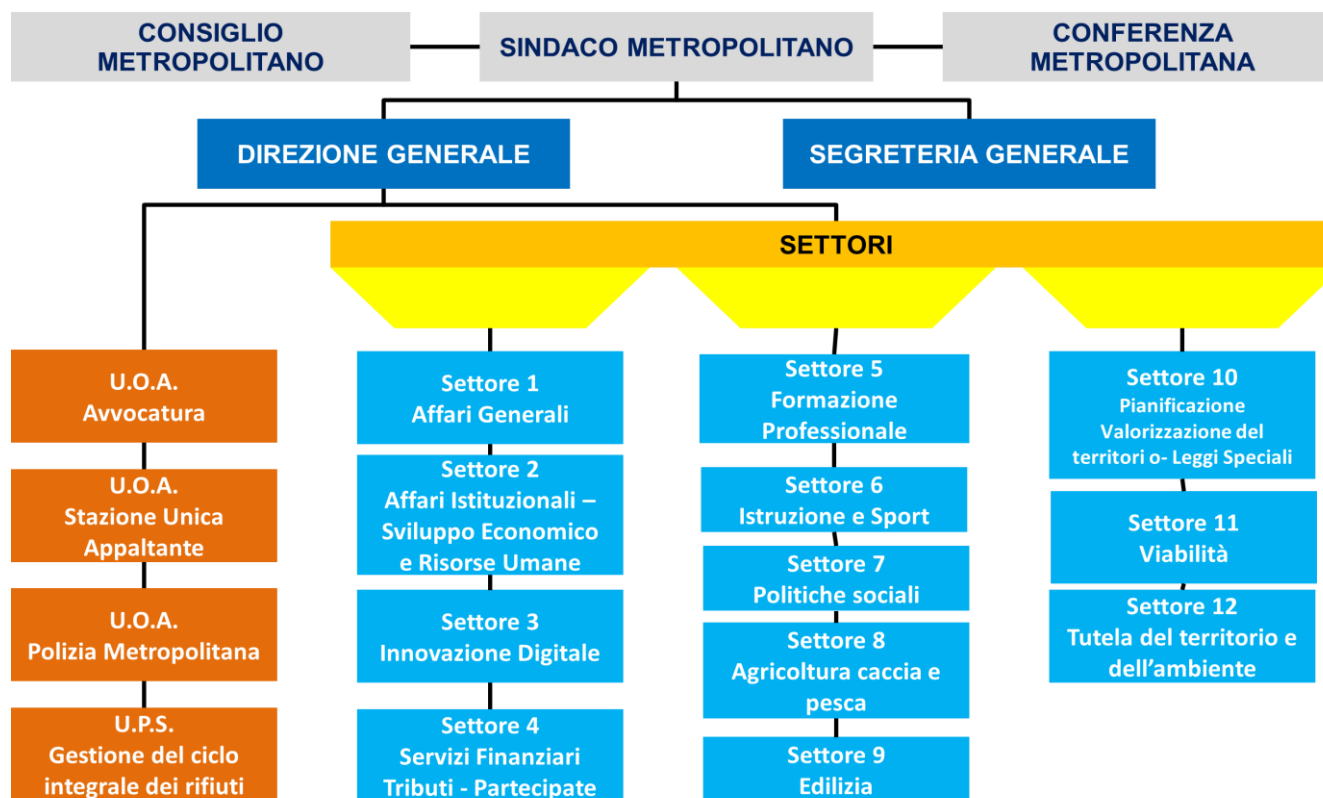 CONSIGLIO
METROPOLITANO
SINDACO METROPOLITANO
CONFERENZA
METROPOLITANA
DIREZIONE GENERALE
SEGRETERIA GENERALE
SETTORI
U.O.A.
Avvocatura
U.O.A.
Stazione Unica
Appaltante
U.O.A.
Polizia Metropolitana
U.P.S.
Gestione del ciclo
integrale dei rifiuti
Settore 1
Affari Generali
Settore 2
Affari Istituzionali –
Sviluppo Economico
e Risorse Umane
Settore 3
Innovazione Digitale
Settore 4
Servizi Finanziari
Tributi - Partecipate
Settore 5
Formazione
Professionale
Settore 6
Istruzione e Sport
Settore 7
Politiche sociali
Settore 8
Agricoltura caccia e
pesca
Settore 9
Edilizia
Settore 10
Pianificazione
Valorizzazione del
territori o- Leggi Speciali
Settore 11
Viabilità
Settore 12
Tutela del territorio e
dell’ambiente